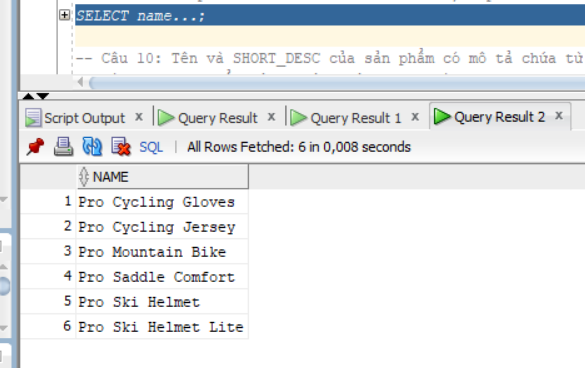 SELECT name...;
-- Câu 10: Tên và SHORT_DESC của sản phẩm có mô tả chứa từ
Script Output x Query Result x Query Result 1 x Query Result 2 x
SQL | All Rows Fetched: 6 in 0,008 seconds
NAME
1 Pro Cycling Gloves
2 Pro Cycling Jersey
3 Pro Mountain Bike
4 Pro Saddle Comfort
5 Pro Ski Helmet
6 Pro Ski Helmet Lite